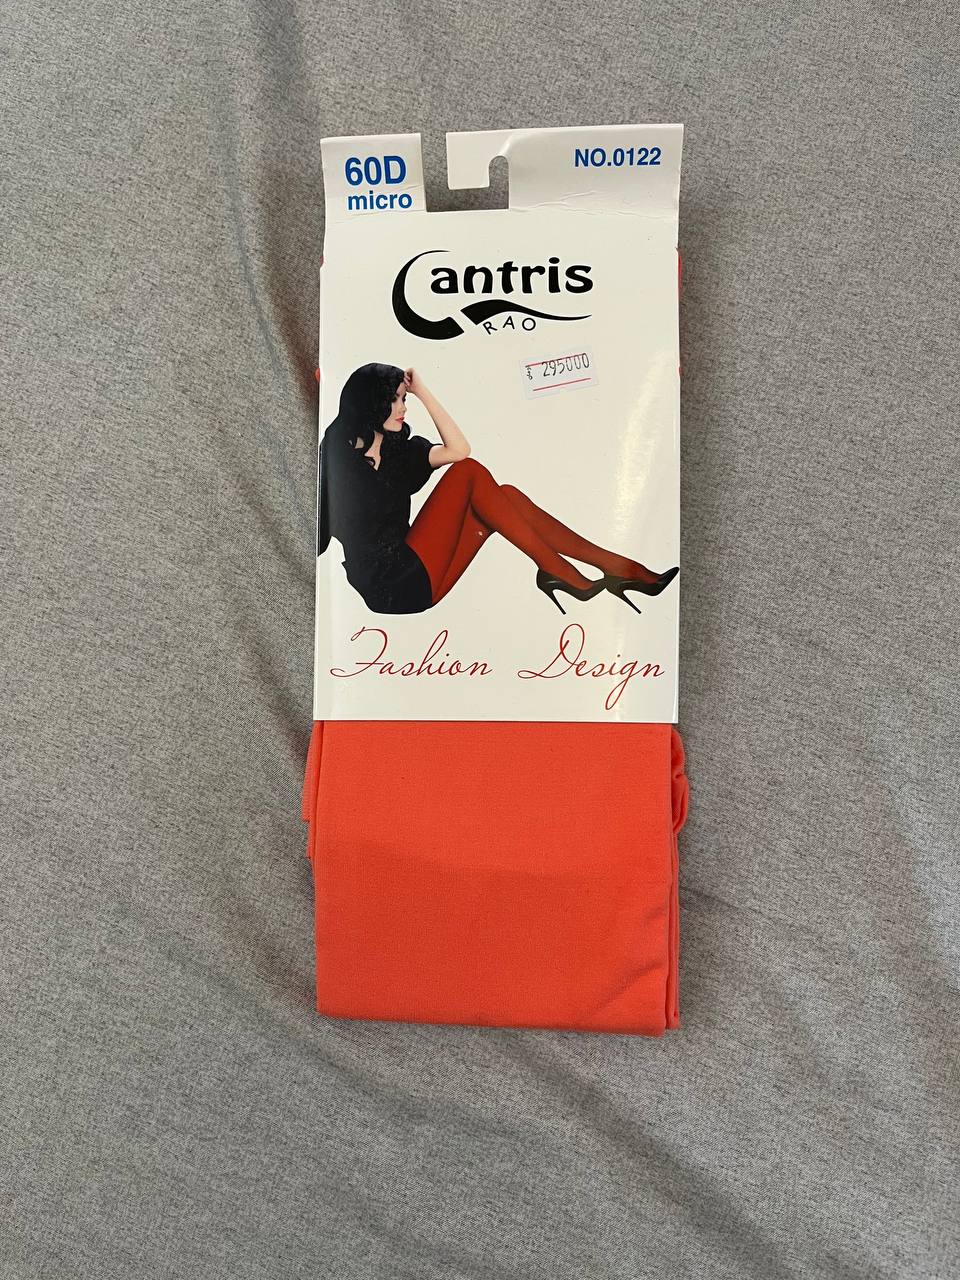 60D
micro
NO.0122
Cantris
RAO
295000
Fashion Design